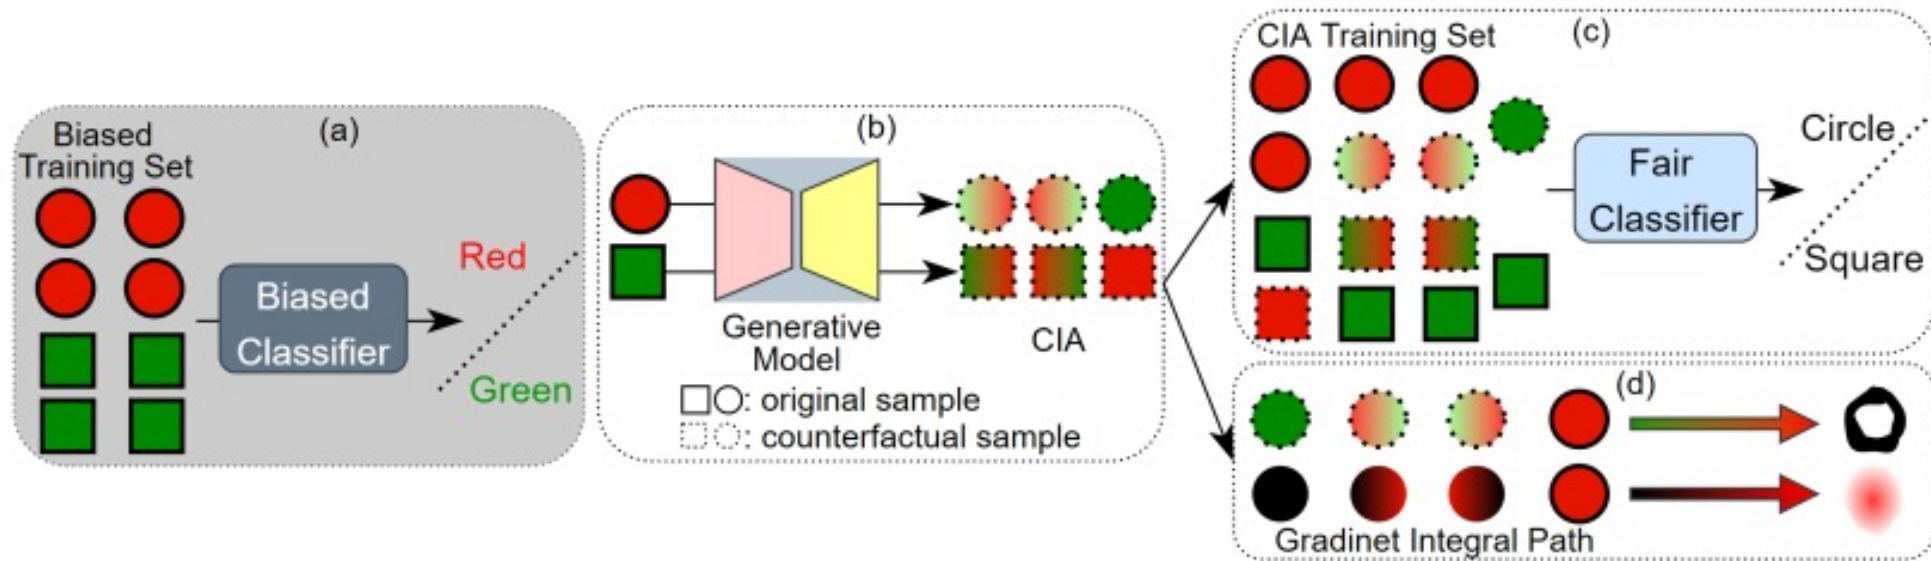 (a)
Biased
Training Set
Biased
Classifier
Red
Green
(b)
Generative
Model
CIA
: original sample
: counterfactual sample
CIA Training Set
(c)
Fair
Classifier
Circle
Square
(d)
Gradinet Integral Path